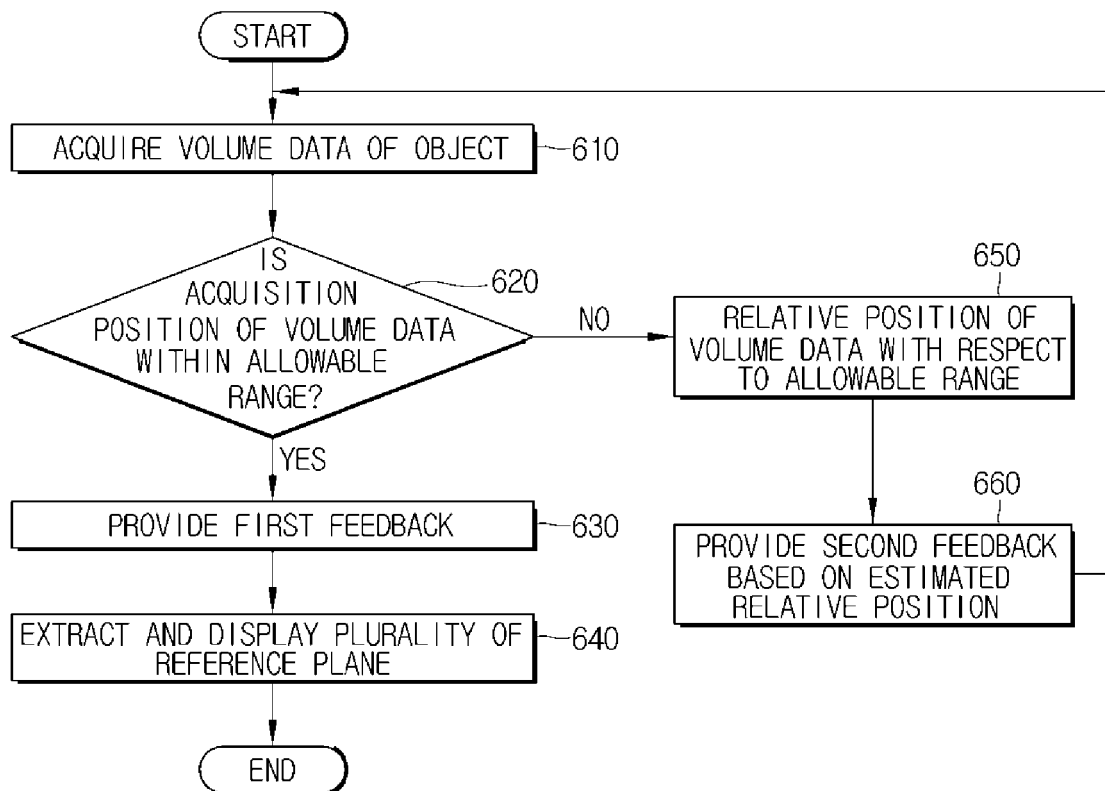 START
ACQUIRE VOLUME DATA OF OBJECT
610
IS
ACQUISITION
POSITION OF VOLUME DATA
WITHIN ALLOWABLE
RANGE?
620
NO
YES
PROVIDE FIRST FEEDBACK
630
EXTRACT AND DISPLAY PLURALITY OF
REFERENCE PLANE
640
END
650
RELATIVE POSITION OF
VOLUME DATA WITH RESPECT
TO ALLOWABLE RANGE
660
PROVIDE SECOND FEEDBACK
BASED ON ESTIMATED
RELATIVE POSITION